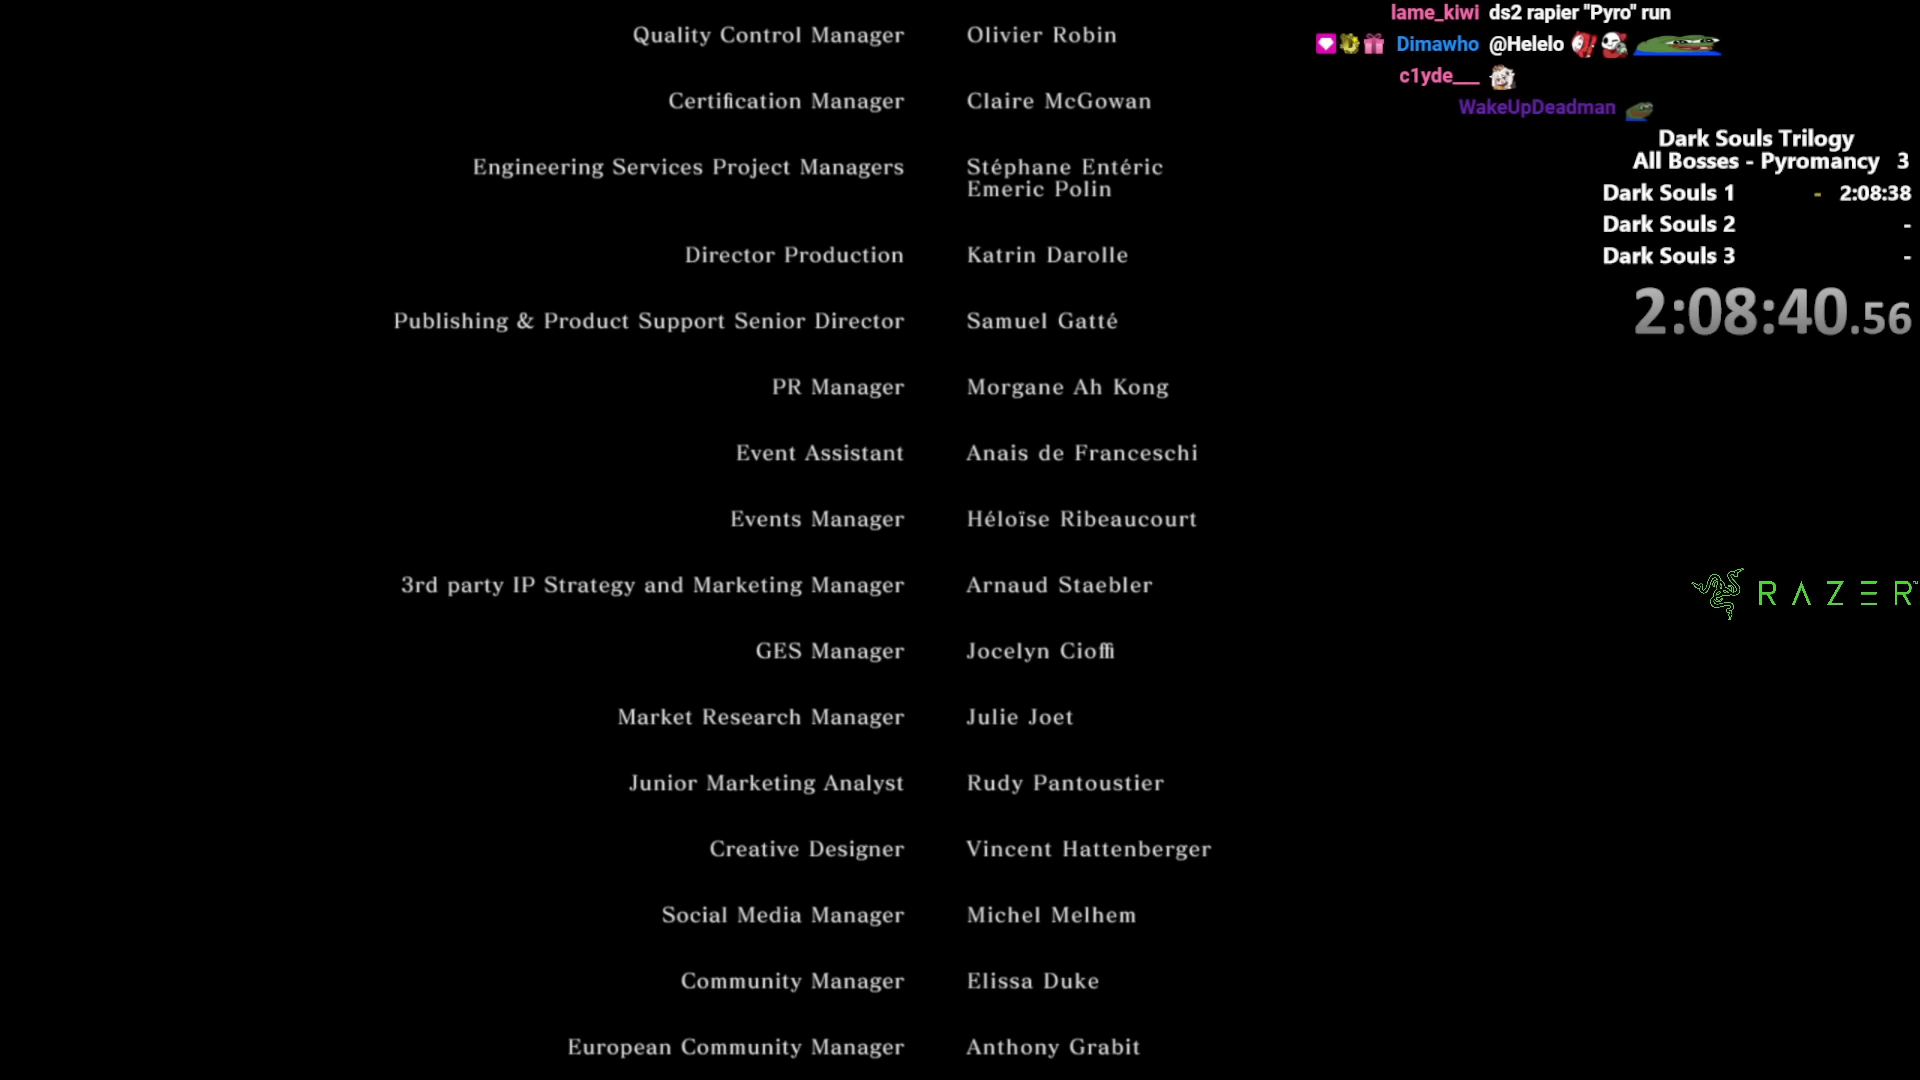 Quality Control Manager Olivier Robin
Certification Manager Claire McGowan
Engineering Services Project Managers Stéphane Entéric
Emeric Polin
Director Production Katrin Darolle
Publishing & Product Support Senior Director Samuel Gatté
PR Manager Morgane Ah Kong
Event Assistant Anais de Franceschi
Events Manager Héloïse Ribeaucourt
3rd party IP Strategy and Marketing Manager Arnaud Staebler
GES Manager Jocelyn Cioffi
Market Research Manager Julie Joet
Junior Marketing Analyst Rudy Pantoustier
Creative Designer Vincent Hattenberger
Social Media Manager Michel Melhem
Community Manager Elissa Duke
European Community Manager Anthony Grabit
lame_kiwi ds2 rapier "Pyro" run
Dimawho @Helelo
c1yde___
WakeUpDeadman
Dark Souls Trilogy
All Bosses - Pyromancy 3
Dark Souls 1 - 2:08:38
Dark Souls 2 -
Dark Souls 3 -
2:08:40.56
RAZER™